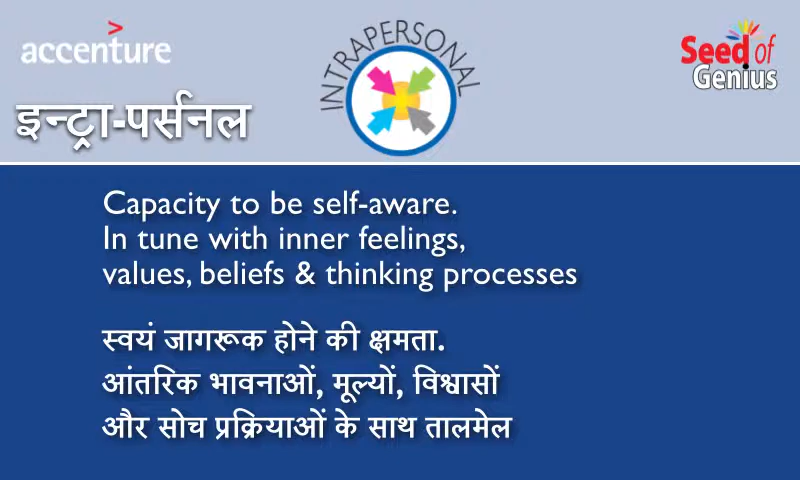 accenture
INTRAPERSONAL
Seed of
Genius
इन्ट्रा-पर्सनल
Capacity to be self-aware.
In tune with inner feelings,
values, beliefs & thinking processes
स्वयं जागरूक होने की क्षमता.
आंतरिक भावनाओं, मूल्यों, विश्वासों
और सोच प्रक्रियाओं के साथ तालमेल